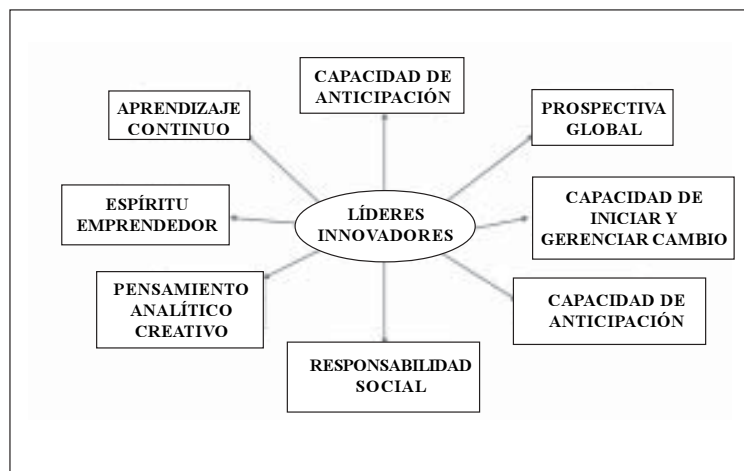 CAPACIDAD DE
ANTICIPACIÓN
APRENDIZAJE
CONTINUO
PROSPECTIVA
GLOBAL
ESPÍRITU
EMPRENDEDOR
LÍDERES
INNOVADORES
CAPACIDAD DE
INICIAR Y
GERENCIAR CAMBIO
PENSAMIENTO
ANALÍTICO
CREATIVO
CAPACIDAD DE
ANTICIPACIÓN
RESPONSABILIDAD
SOCIAL